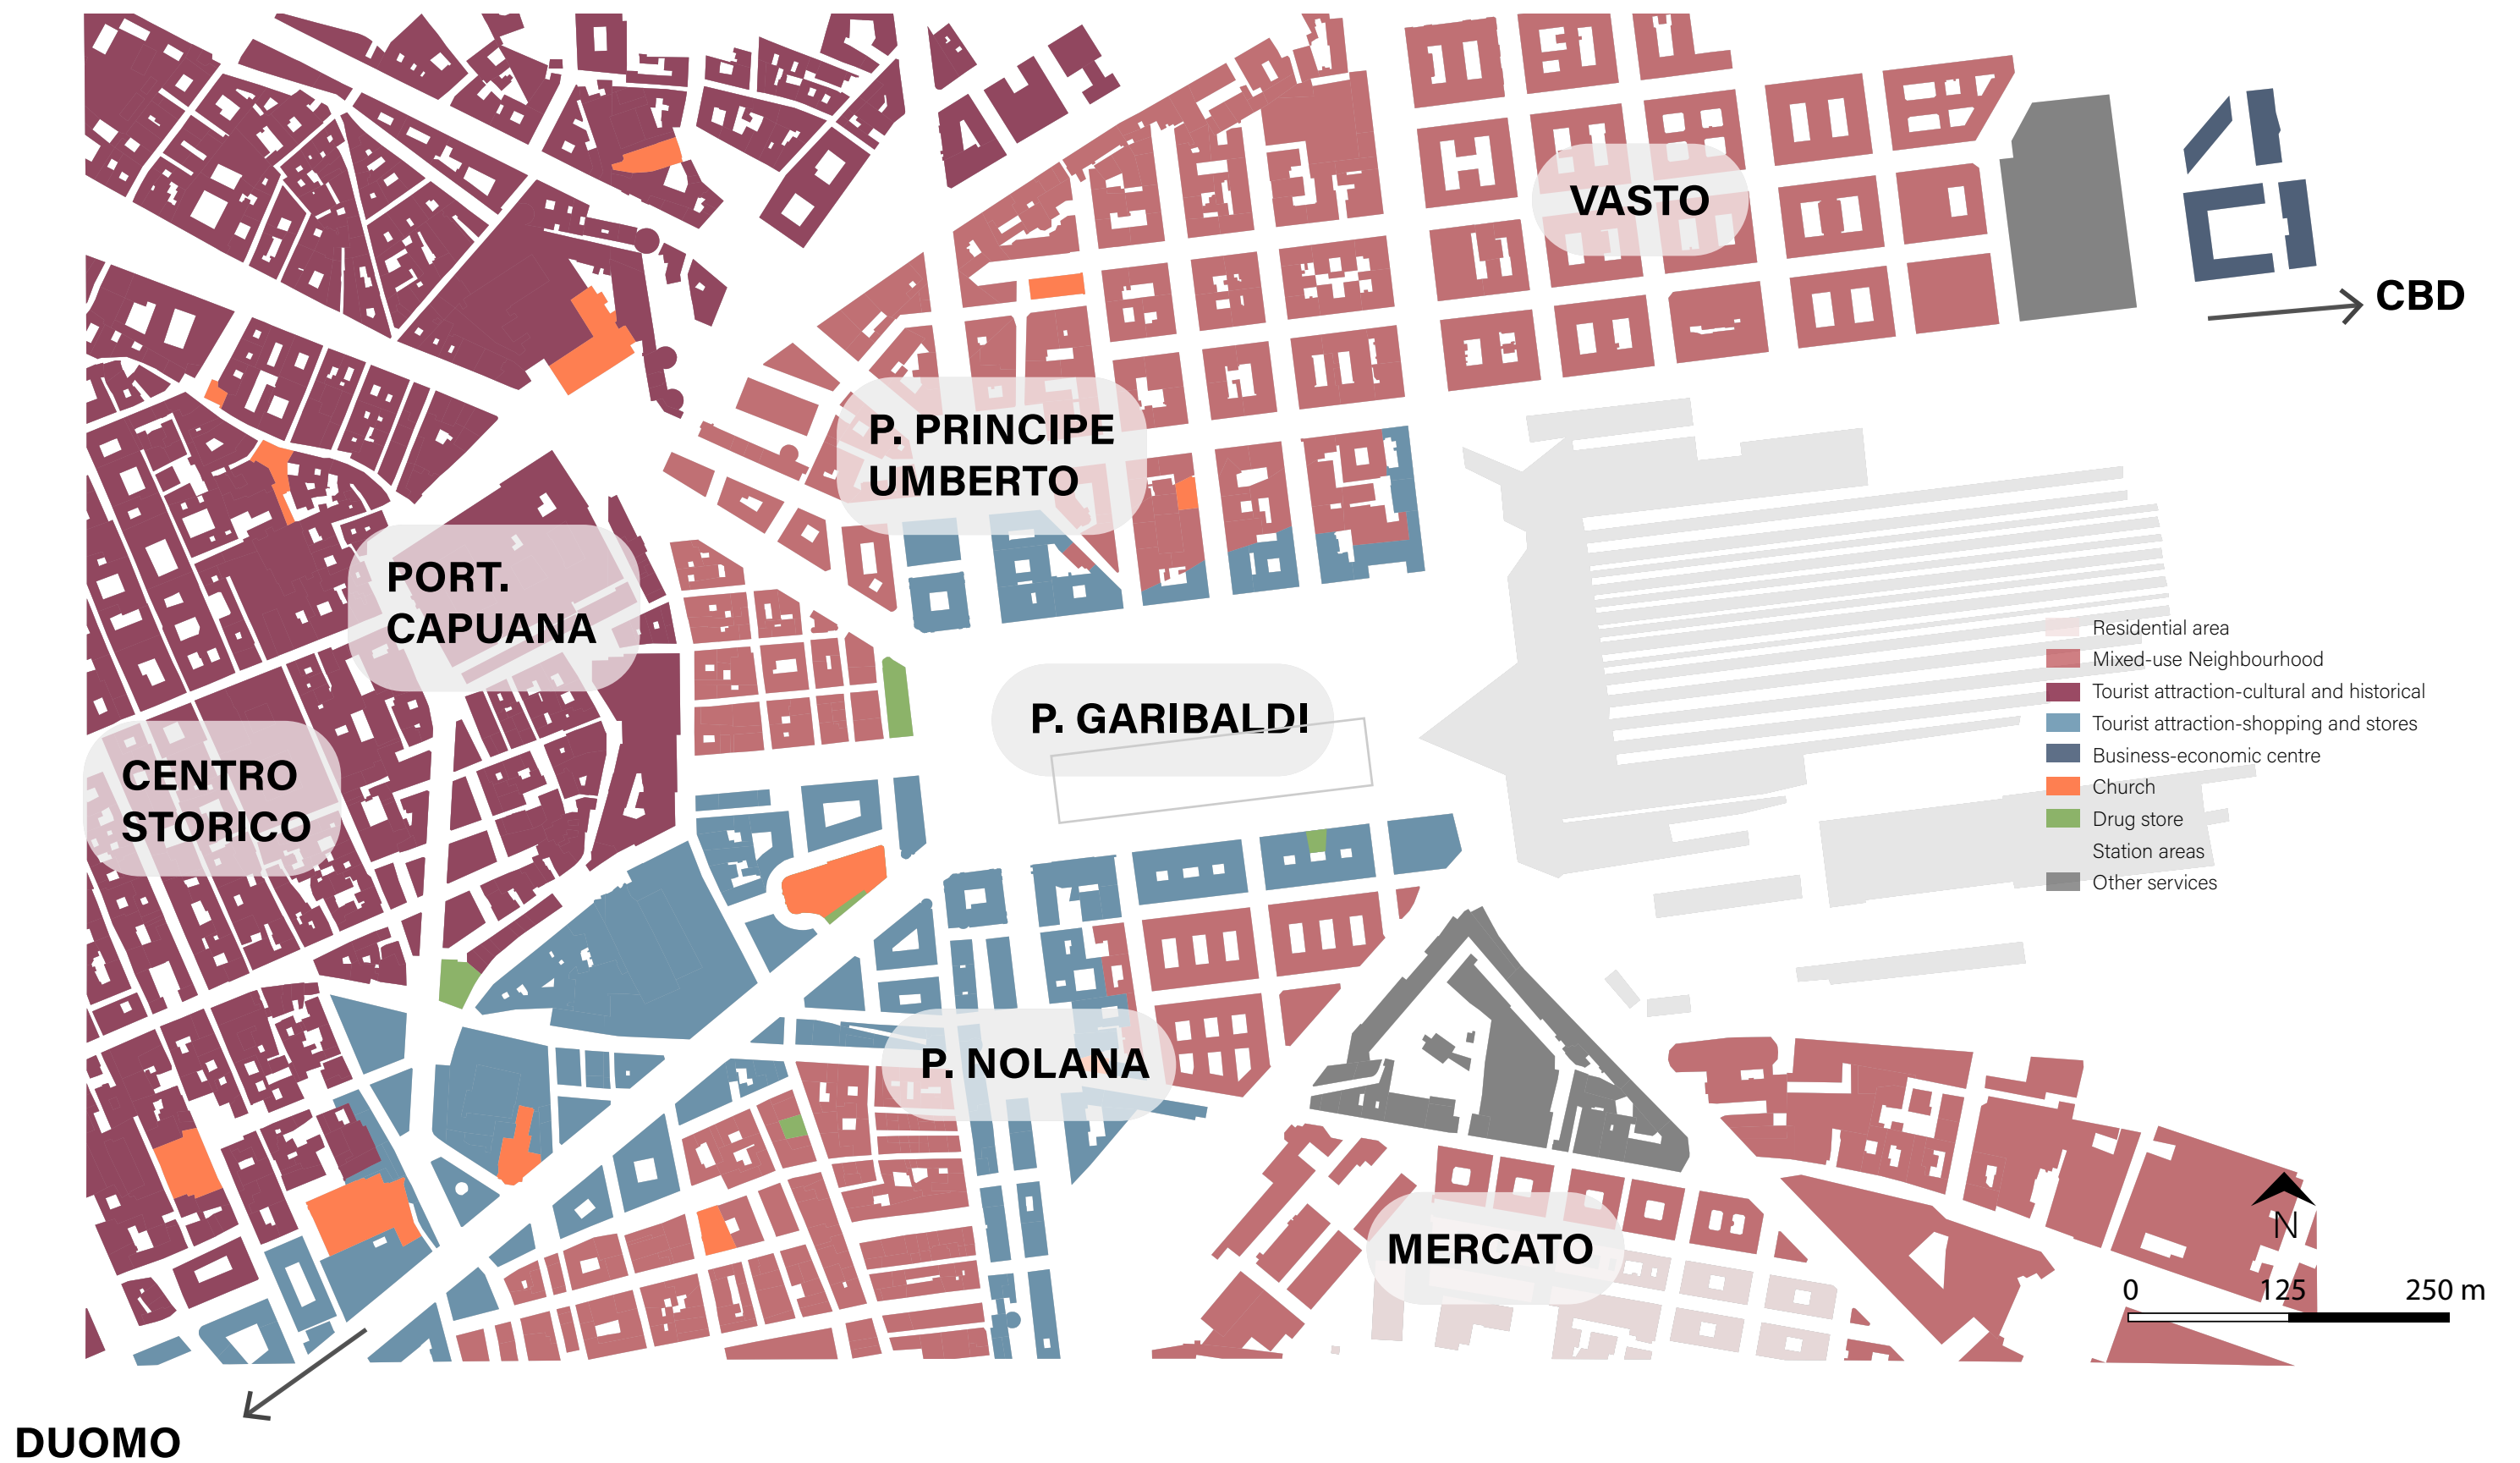 VASTO
CBD
P. PRINCIPE
UMBERTO
PORT.
CAPUANA
P. GARIBALDI
CENTRO
STORICO
Residential area
Mixed-use Neighbourhood
Tourist attraction-cultural and historical
Tourist attraction-shopping and stores
Business-economic centre
Church
Drug store
Station areas
Other services
P. NOLANA
MERCATO
N
0 125 250 m
DUOMO